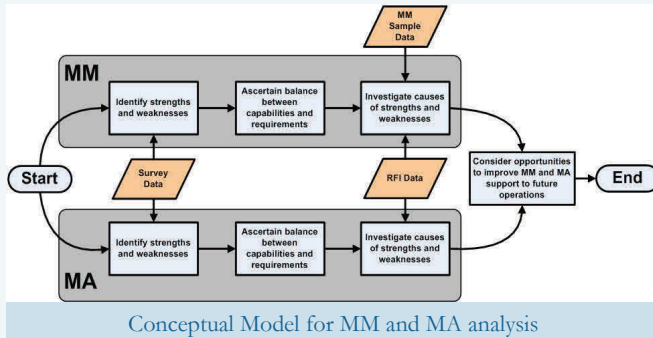 MM
Sample
Data
MM
Identify strengths
and weaknesses
Ascertain balance
between
capabilities and
requirements
Investigate causes
of strengths and
weaknesses
Start
Survey
Data
RFI Data
Consider opportunities
to improve MM and MA
support to future
operations
End
Identify strengths
and weaknesses
Ascertain balance
between
capabilities and
requirements
Investigate causes
of strengths and
weaknesses
MA
Conceptual Model for MM and MA analysis